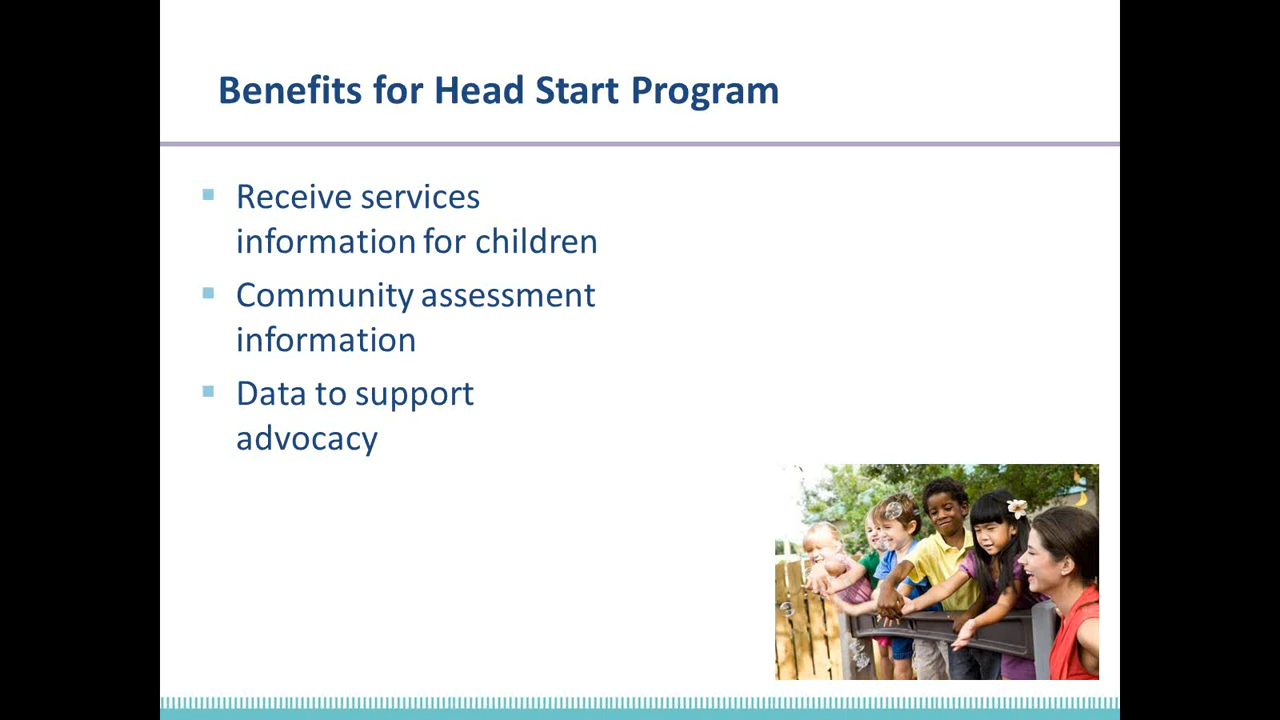 Benefits for Head Start Program
Receive services
information for children
Community assessment
information
Data to support
advocacy